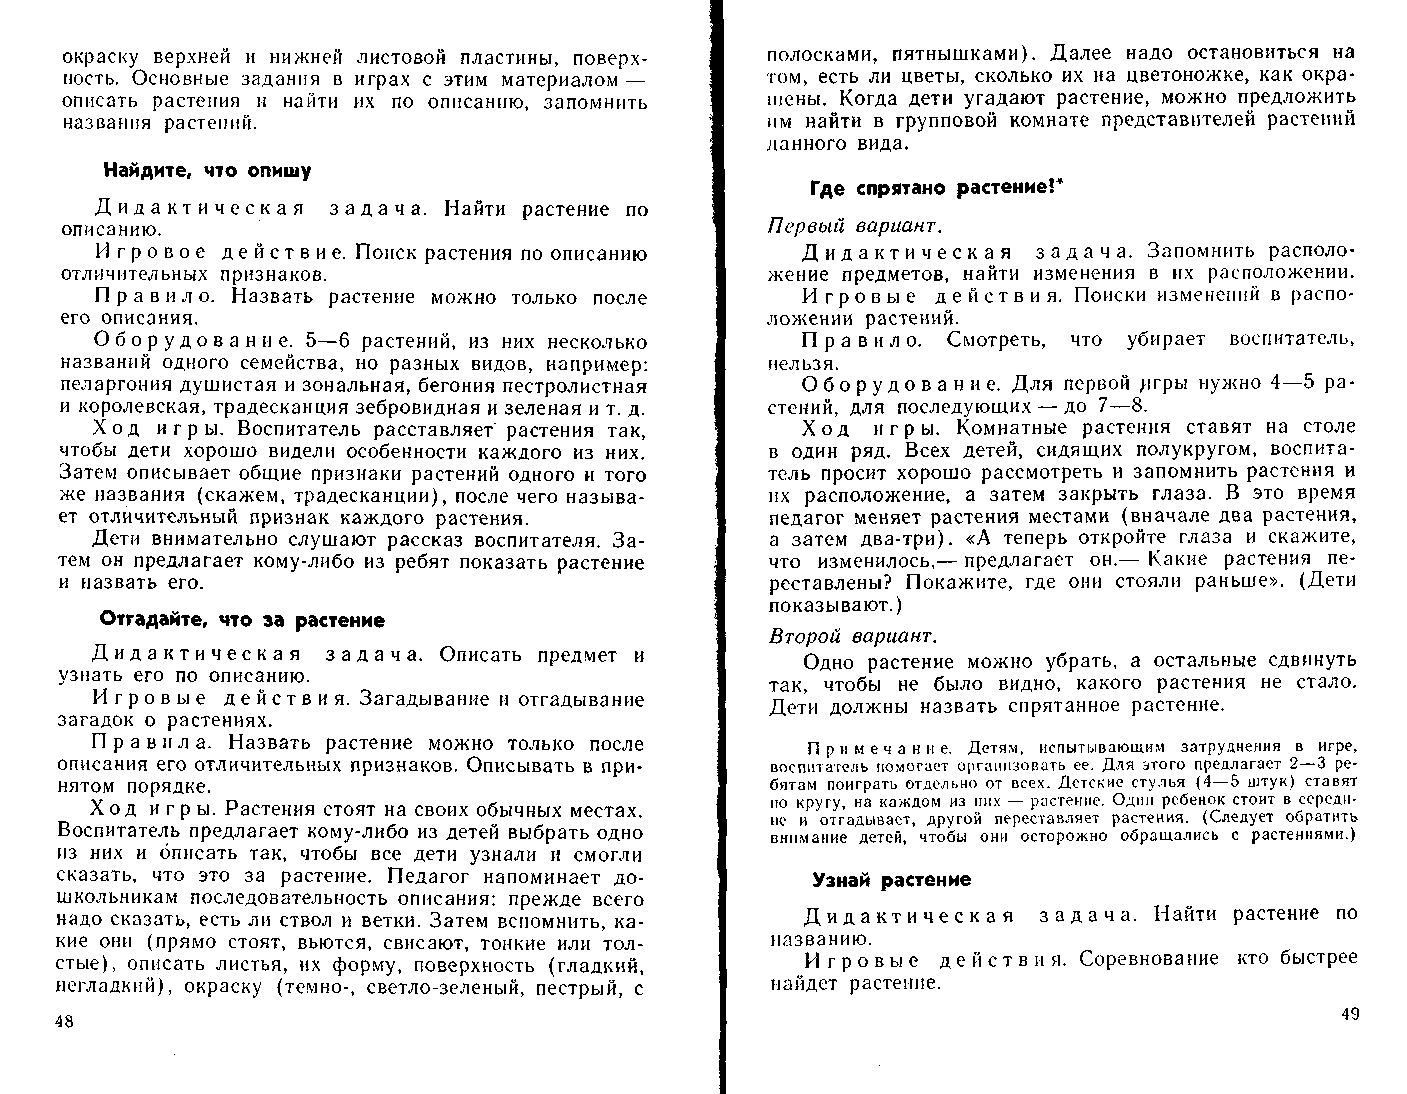 окраску верхней и нижней листовой пластины, поверх-
ность. Основные задания в играх с этим материалом —
описать растения и найти их по описанию, запомнить
названия растений.
Найдите, что опишу
Дидактическая задача. Найти растение по
описанию.
Игровое действие. Поиск растения по описанию
отличительных признаков.
Правило. Назвать растение можно только после
его описания.
Оборудование. 5—6 растений, из них несколько
названий одного семейства, но разных видов, например:
пеларгония душистая и зональная, бегония пестролистная
и королевская, традесканция зебровидная и зеленая и т. д.
Ход игры. Воспитатель расставляет растения так,
чтобы дети хорошо видели особенности каждого из них.
Затем описывает общие признаки растений одного и того
же названия (скажем, традесканции), после чего называ-
ет отличительный признак каждого растения.
Дети внимательно слушают рассказ воспитателя. За-
тем он предлагает кому-либо из ребят показать растение
и назвать его.
Отгадайте, что за растение
Дидактическая задача. Описать предмет и
узнать его по описанию.
Игровые действия. Загадывание и отгадывание
загадок о растениях.
Правила. Назвать растение можно только после
описания его отличительных признаков. Описывать в при-
нятом порядке.
Ход игры. Растения стоят на своих обычных местах.
Воспитатель предлагает кому-либо из детей выбрать одно
из них и описать так, чтобы все дети узнали и смогли
сказать, что это за растение. Педагог напоминает до-
школьникам последовательность описания: прежде всего
надо сказать, есть ли ствол и ветки. Затем вспомнить, ка-
кие они (прямо стоят, вьются, свисают, тонкие или тол-
стые), описать листья, их форму, поверхность (гладкий,
негладкий), окраску (темно-, светло-зеленый, пестрый, с
48
полосками, пятнышками). Далее надо остановиться на
том, есть ли цветы, сколько их на цветоножке, как окра-
шены. Когда дети угадают растение, можно предложить
им найти в групповой комнате представителей растений
данного вида.
Где спрятано растение?*
Первый вариант.
Дидактическая задача. Запомнить располо-
жение предметов, найти изменения в их расположении.
Игровые действия. Поиски изменений в распо-
ложении растений.
Правило. Смотреть, что убирает воспитатель,
нельзя.
Оборудование. Для первой игры нужно 4—5 ра-
стений, для последующих — до 7—8.
Ход игры. Комнатные растения ставят на столе
в один ряд. Всех детей, сидящих полукругом, воспита-
тель просит хорошо рассмотреть и запомнить растения и
их расположение, а затем закрыть глаза. В это время
педагог меняет растения местами (вначале два растения,
а затем два-три). «А теперь откройте глаза и скажите,
что изменилось,— предлагает он.— Какие растения пе-
реставлены? Покажите, где они стояли раньше». (Дети
показывают.)
Второй вариант.
Одно растение можно убрать, а остальные сдвинуть
так, чтобы не было видно, какого растения не стало.
Дети должны назвать спрятанное растение.
Примечание. Детям, испытывающим затруднения в игре,
воспитатель помогает организовать ее. Для этого предлагает 2—3 ре-
бятам поиграть отдельно от всех. Детские стулья (4—5 штук) ставят
по кругу, на каждом из них — растение. Один ребенок стоит в середи-
не и отгадывает, другой переставляет растения. (Следует обратить
внимание детей, чтобы они осторожно обращались с растениями.)
Узнай растение
Дидактическая задача. Найти растение по
названию.
Игровые действия. Соревнование кто быстрее
найдет растение.
49